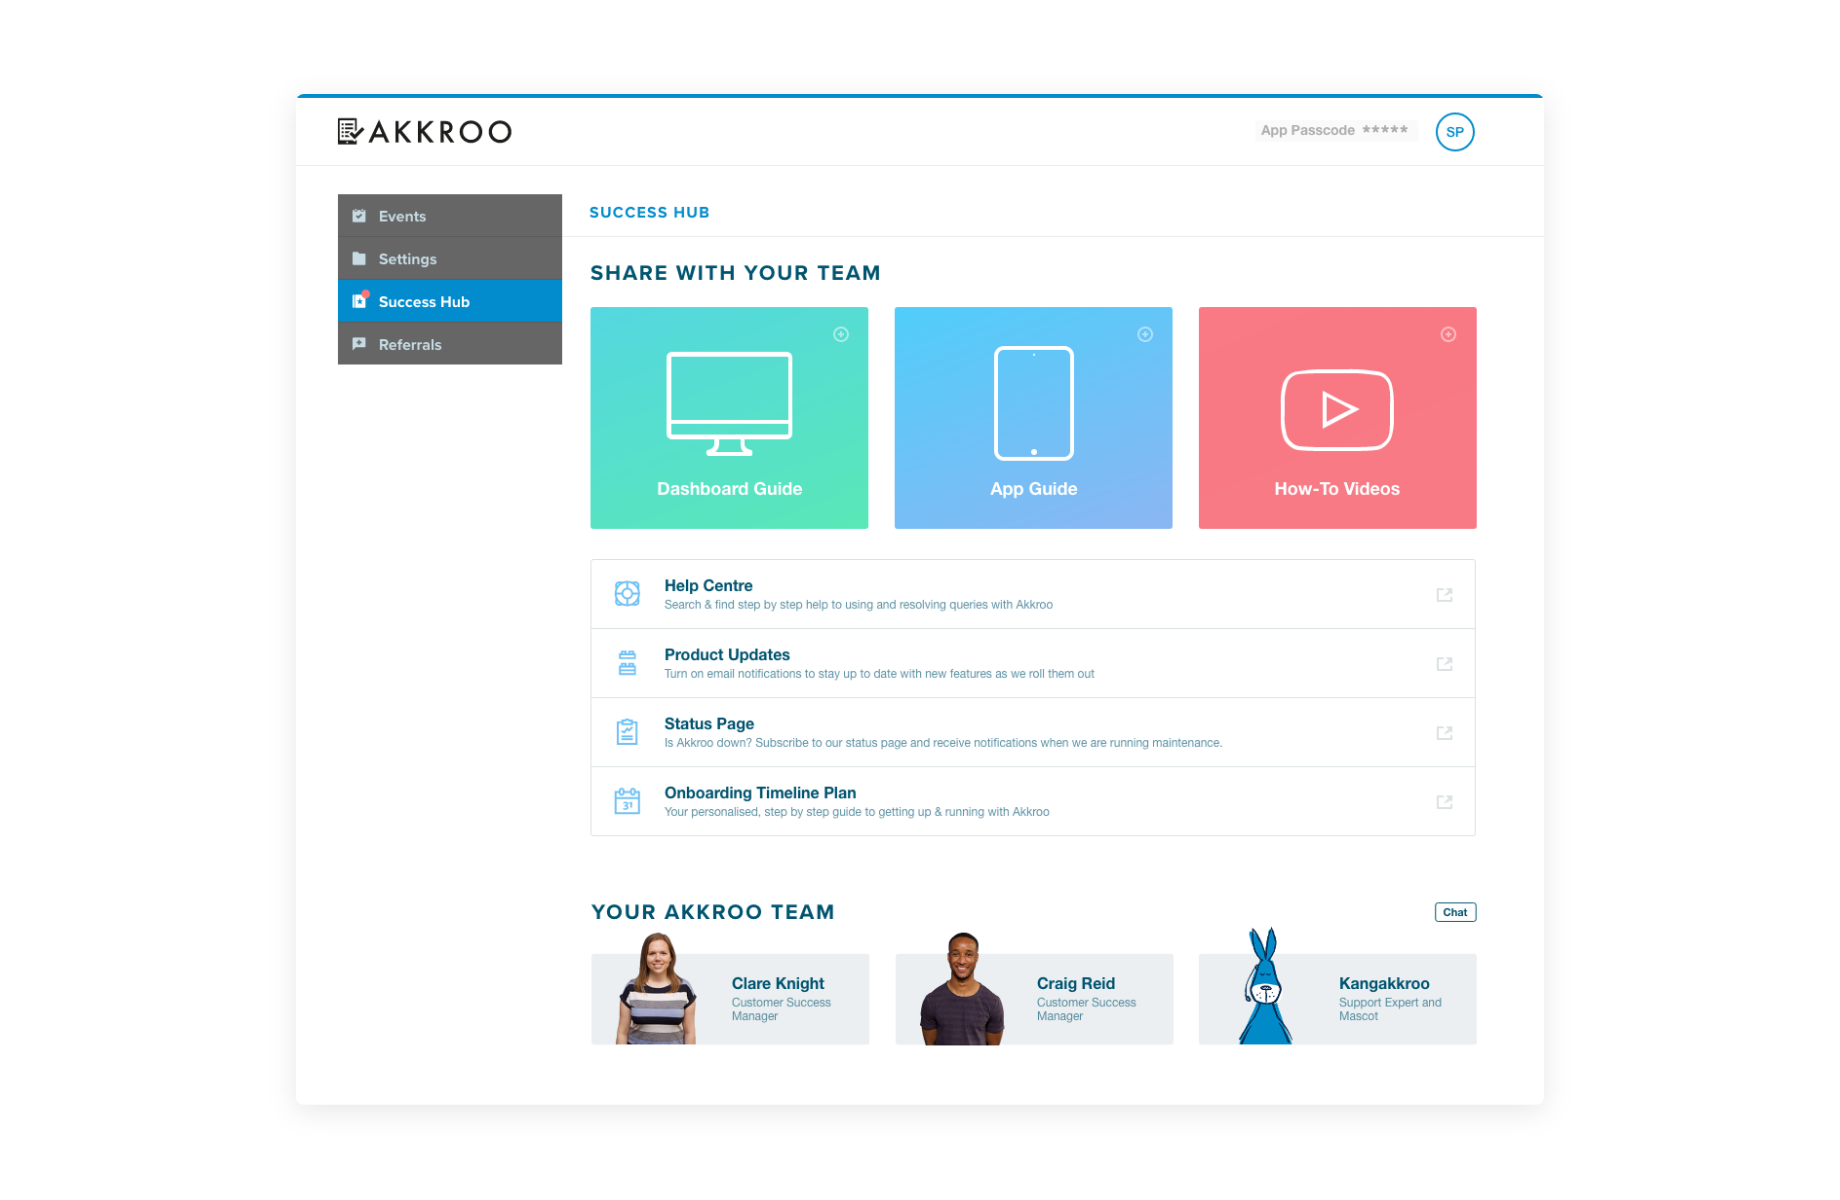 AKKROO
App Passcode *****
SP
Events
Settings
Success Hub
Referrals
SUCCESS HUB
SHARE WITH YOUR TEAM
Dashboard Guide
App Guide
How-To Videos
Help Centre
Search & find step by step help to using and resolving queries with Akkroo
Product Updates
Turn on email notifications to stay up to date with new features as we roll them out
Status Page
Is Akkroo down? Subscribe to our status page and receive notifications when we are running maintenance.
31
Onboarding Timeline Plan
Your personalised, step by step guide to getting up & running with Akkroo
YOUR AKKROO TEAM
Chat
Clare Knight
Customer Success
Manager
Craig Reid
Customer Success
Manager
Kangakkroo
Support Expert and
Mascot